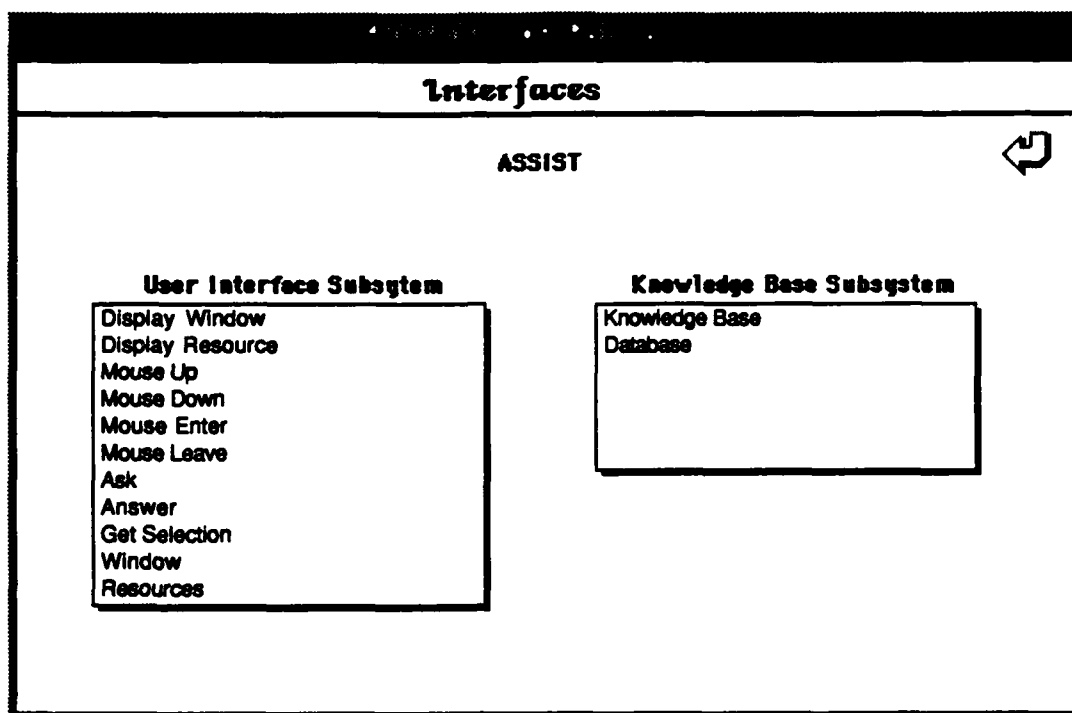 Interfaces
ASSIST
User Interface Subsytem
Display Window
Display Resource
Mouse Up
Mouse Down
Mouse Enter
Mouse Leave
Ask
Answer
Get Selection
Window
Resources
Knowledge Base Subsystem
Knowledge Base
Database